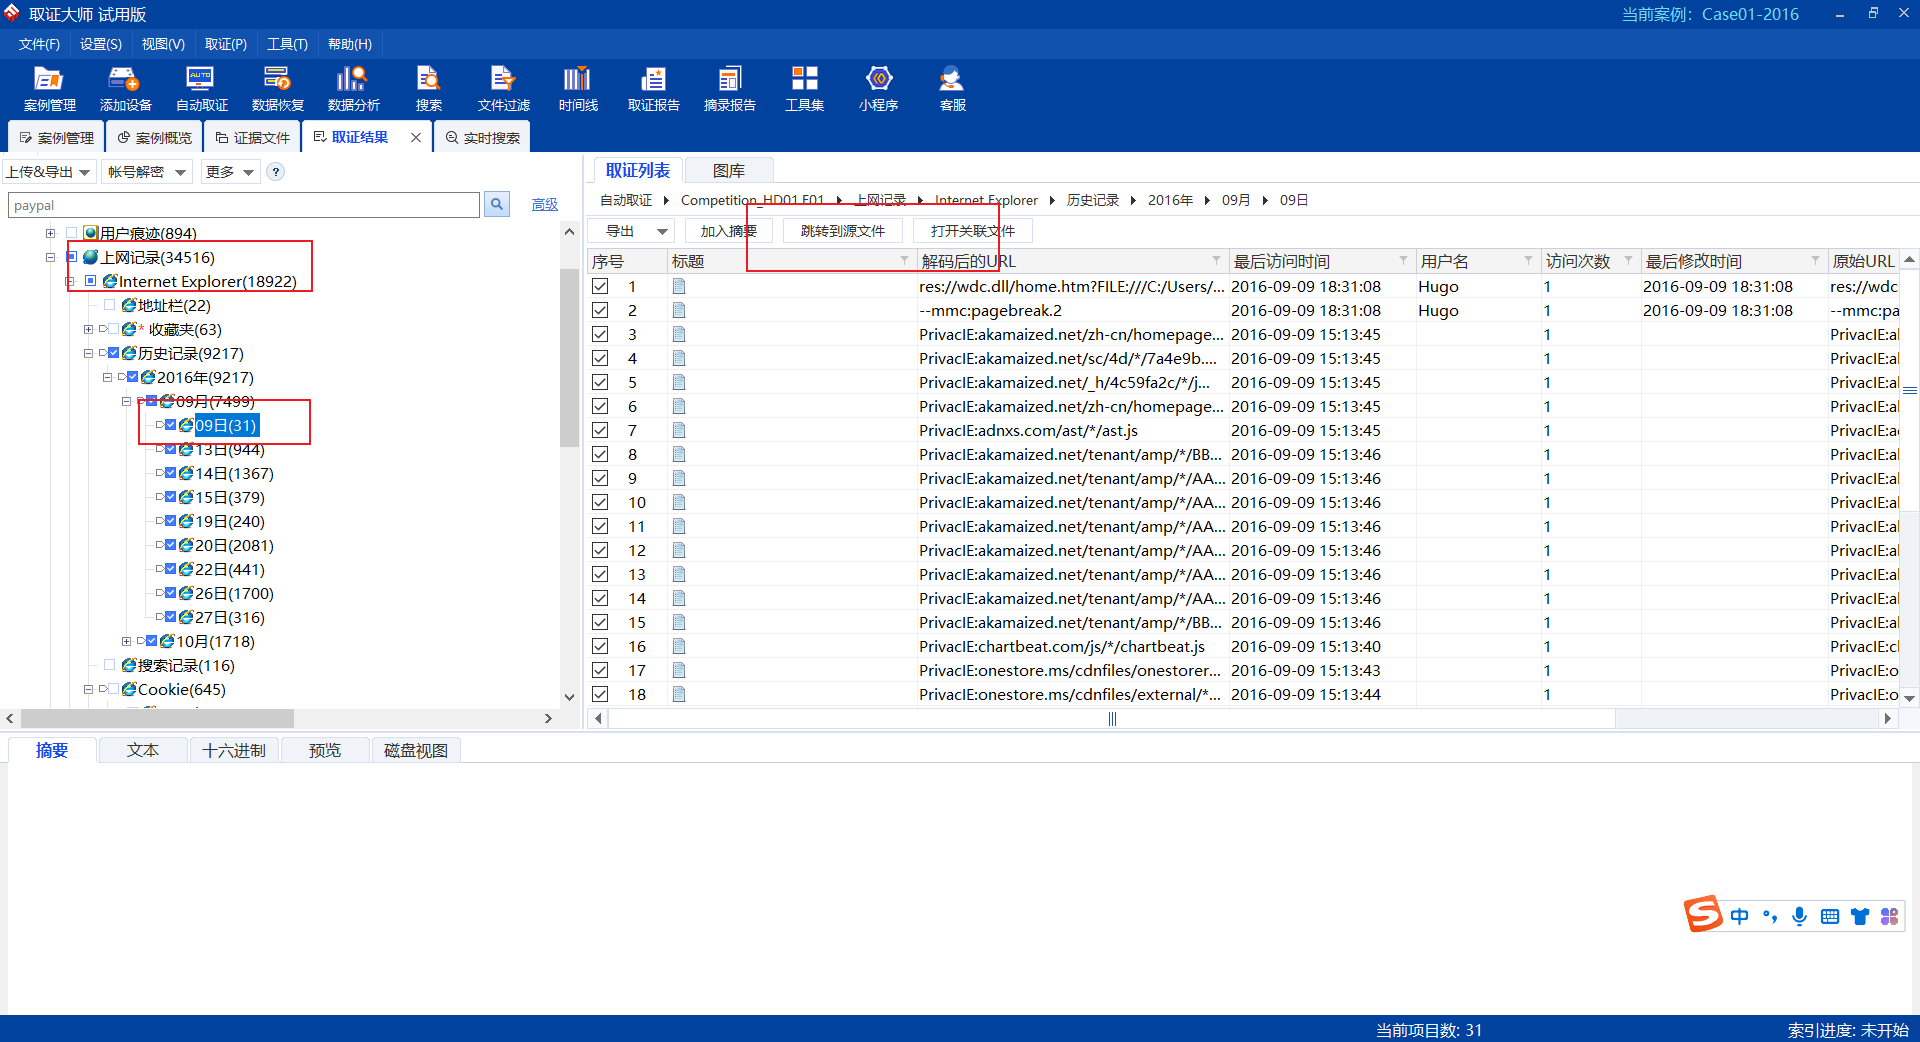 取证大师 试用版
当前案例：Case01-2016
文件(F) 设置(S) 视图(V) 取证(P) 工具(T) 帮助(H)
AUTO
案例管理 添加设备 自动取证 数据恢复 数据分析 搜索 文件过滤 时间线 取证报告 摘录报告 工具集 小程序 客服
案例管理 案例概览 证据文件 取证结果 实时搜索
上传&导出 帐号解密 更多 ?
paypal 高级
用户痕迹(894)
上网记录(34516)
Internet Explorer(18922)
地址栏(22)
* 收藏夹(63)
历史记录(9217)
2016年(9217)
09月(7499)
09日(31)
13日(944)
14日(1367)
15日(379)
19日(240)
20日(2081)
22日(441)
26日(1700)
27日(316)
10月(1718)
搜索记录(116)
Cookie(645)
取证列表 图库
自动取证 Competition_HD01.E01 上网记录 Internet Explorer 历史记录 2016年 09月 09日
导出 加入摘要 跳转到源文件 打开关联文件
序号 标题 解码后的URL 最后访问时间 用户名 访问次数 最后修改时间 原始URL
1 res://wdc.dll/home.htm?FILE:///C:/Users/... 2016-09-09 18:31:08 Hugo 1 2016-09-09 18:31:08 res://wdc
2 --mmc:pagebreak.2 2016-09-09 18:31:08 Hugo 1 2016-09-09 18:31:08 --mmc:pa
3 PrivacIE:akamaized.net/zh-cn/homepage... 2016-09-09 15:13:45 1 PrivacIE:al
4 PrivacIE:akamaized.net/sc/4d/*/7a4e9b.... 2016-09-09 15:13:45 1 PrivacIE:al
5 PrivacIE:akamaized.net/_h/4c59fa2c/*/j... 2016-09-09 15:13:45 1 PrivacIE:al
6 PrivacIE:akamaized.net/zh-cn/homepage... 2016-09-09 15:13:45 1 PrivacIE:al
7 PrivacIE:adnxs.com/ast/*/ast.js 2016-09-09 15:13:45 1 PrivacIE:a
8 PrivacIE:akamaized.net/tenant/amp/*/BB... 2016-09-09 15:13:46 1 PrivacIE:al
9 PrivacIE:akamaized.net/tenant/amp/*/AA... 2016-09-09 15:13:46 1 PrivacIE:al
10 PrivacIE:akamaized.net/tenant/amp/*/AA... 2016-09-09 15:13:46 1 PrivacIE:al
11 PrivacIE:akamaized.net/tenant/amp/*/AA... 2016-09-09 15:13:46 1 PrivacIE:al
12 PrivacIE:akamaized.net/tenant/amp/*/AA... 2016-09-09 15:13:46 1 PrivacIE:al
13 PrivacIE:akamaized.net/tenant/amp/*/AA... 2016-09-09 15:13:46 1 PrivacIE:al
14 PrivacIE:akamaized.net/tenant/amp/*/AA... 2016-09-09 15:13:46 1 PrivacIE:al
15 PrivacIE:akamaized.net/tenant/amp/*/BB... 2016-09-09 15:13:46 1 PrivacIE:al
16 PrivacIE:chartbeat.com/js/*/chartbeat.js 2016-09-09 15:13:40 1 PrivacIE:cl
17 PrivacIE:onestore.ms/cdnfiles/onestorer... 2016-09-09 15:13:43 1 PrivacIE:o
18 PrivacIE:onestore.ms/cdnfiles/external/*... 2016-09-09 15:13:44 1 PrivacIE:o
摘要 文本 十六进制 预览 磁盘视图
S 中
当前项目数: 31
索引进度: 未开始